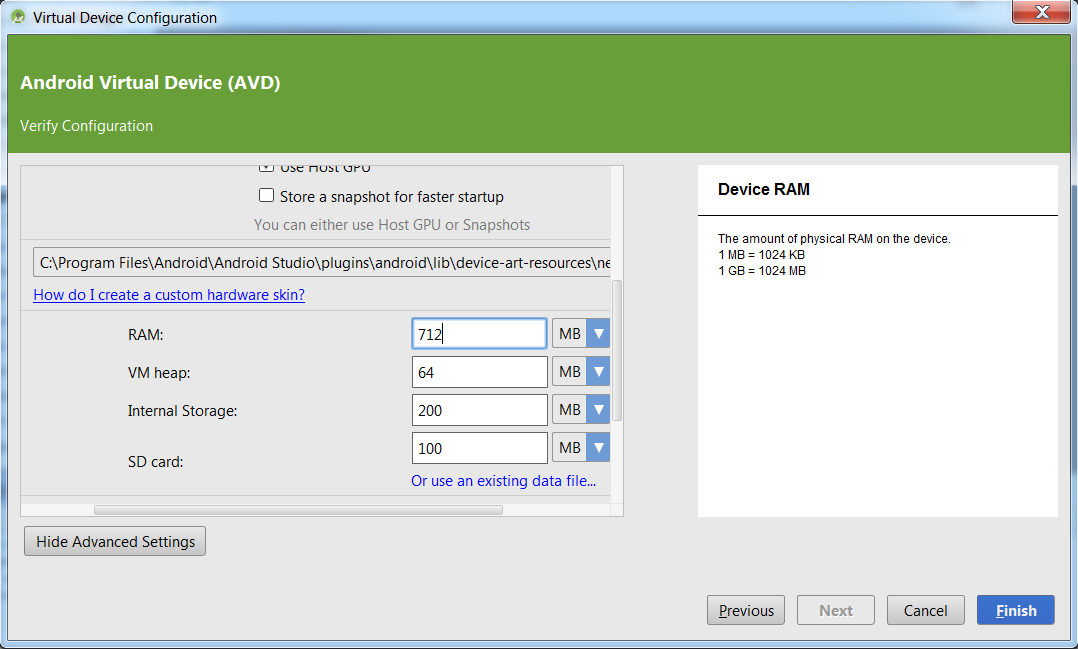 Virtual Device Configuration
Android Virtual Device (AVD)
Verify Configuration
Use Host GPU
Store a snapshot for faster startup
You can either use Host GPU or Snapshots
C:\Program Files\Android\Android Studio\plugins\android\lib\device-art-resources\ne
How do I create a custom hardware skin?
RAM: 712 MB
VM heap: 64 MB
Internal Storage: 200 MB
SD card: 100 MB
Or use an existing data file...
Hide Advanced Settings
Device RAM
The amount of physical RAM on the device.
1 MB = 1024 KB
1 GB = 1024 MB
Previous Next Cancel Finish